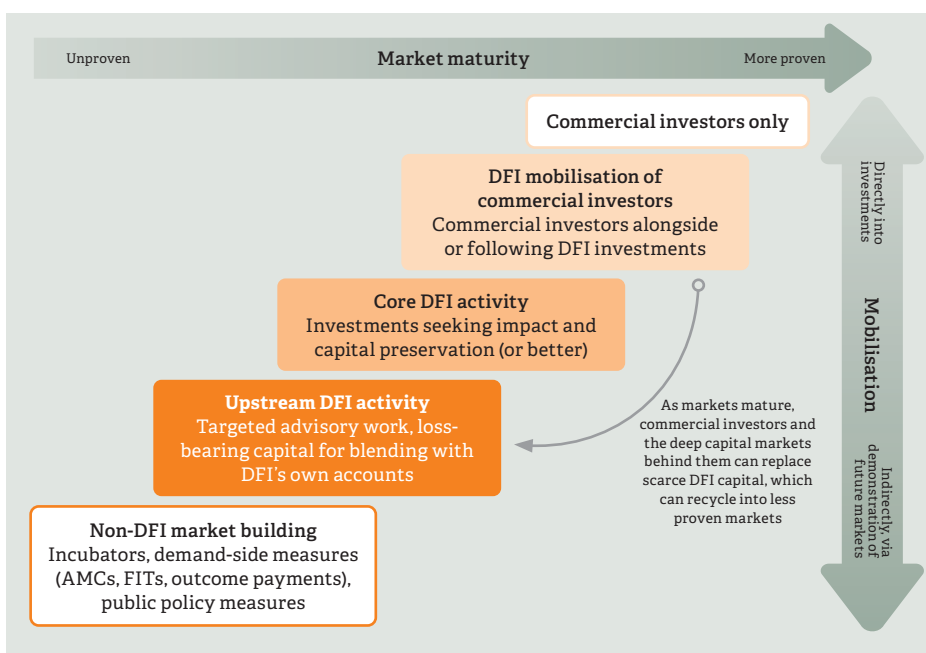 Unproven
Market maturity
More proven
Commercial investors only
DFI mobilisation of
commercial investors
Commercial investors alongside
or following DFI investments
Directly into
investments
Core DFI activity
Investments seeking impact and
capital preservation (or better)
Mobilisation
Upstream DFI activity
Targeted advisory work, loss-
bearing capital for blending with
DFI’s own accounts
As markets mature,
commercial investors and
the deep capital markets
behind them can replace
scarce DFI capital, which
can recycle into less
proven markets
Indirectly, via
demonstration of
future markets
Non-DFI market building
Incubators, demand-side measures
(AMCs, FITs, outcome payments),
public policy measures